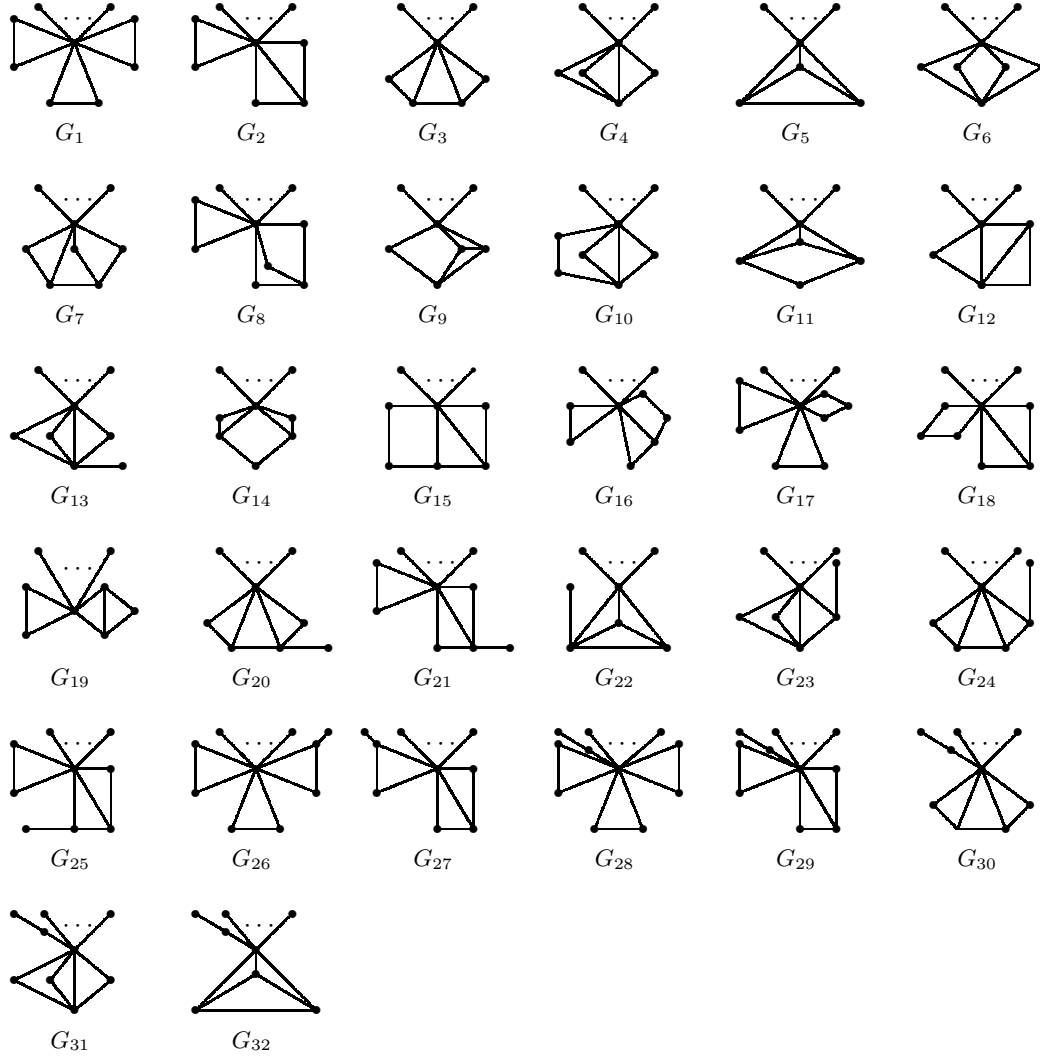 G₁ G₂ G₃ G₄ G₅ G₆
G₇ G₈ G₉ G₁₀ G₁₁ G₁₂
G₁₃ G₁₄ G₁₅ G₁₆ G₁₇ G₁₈
G₁₉ G₂₀ G₂₁ G₂₂ G₂₃ G₂₄
G₂₅ G₂₆ G₂₇ G₂₈ G₂₉ G₃₀
G₃₁ G₃₂